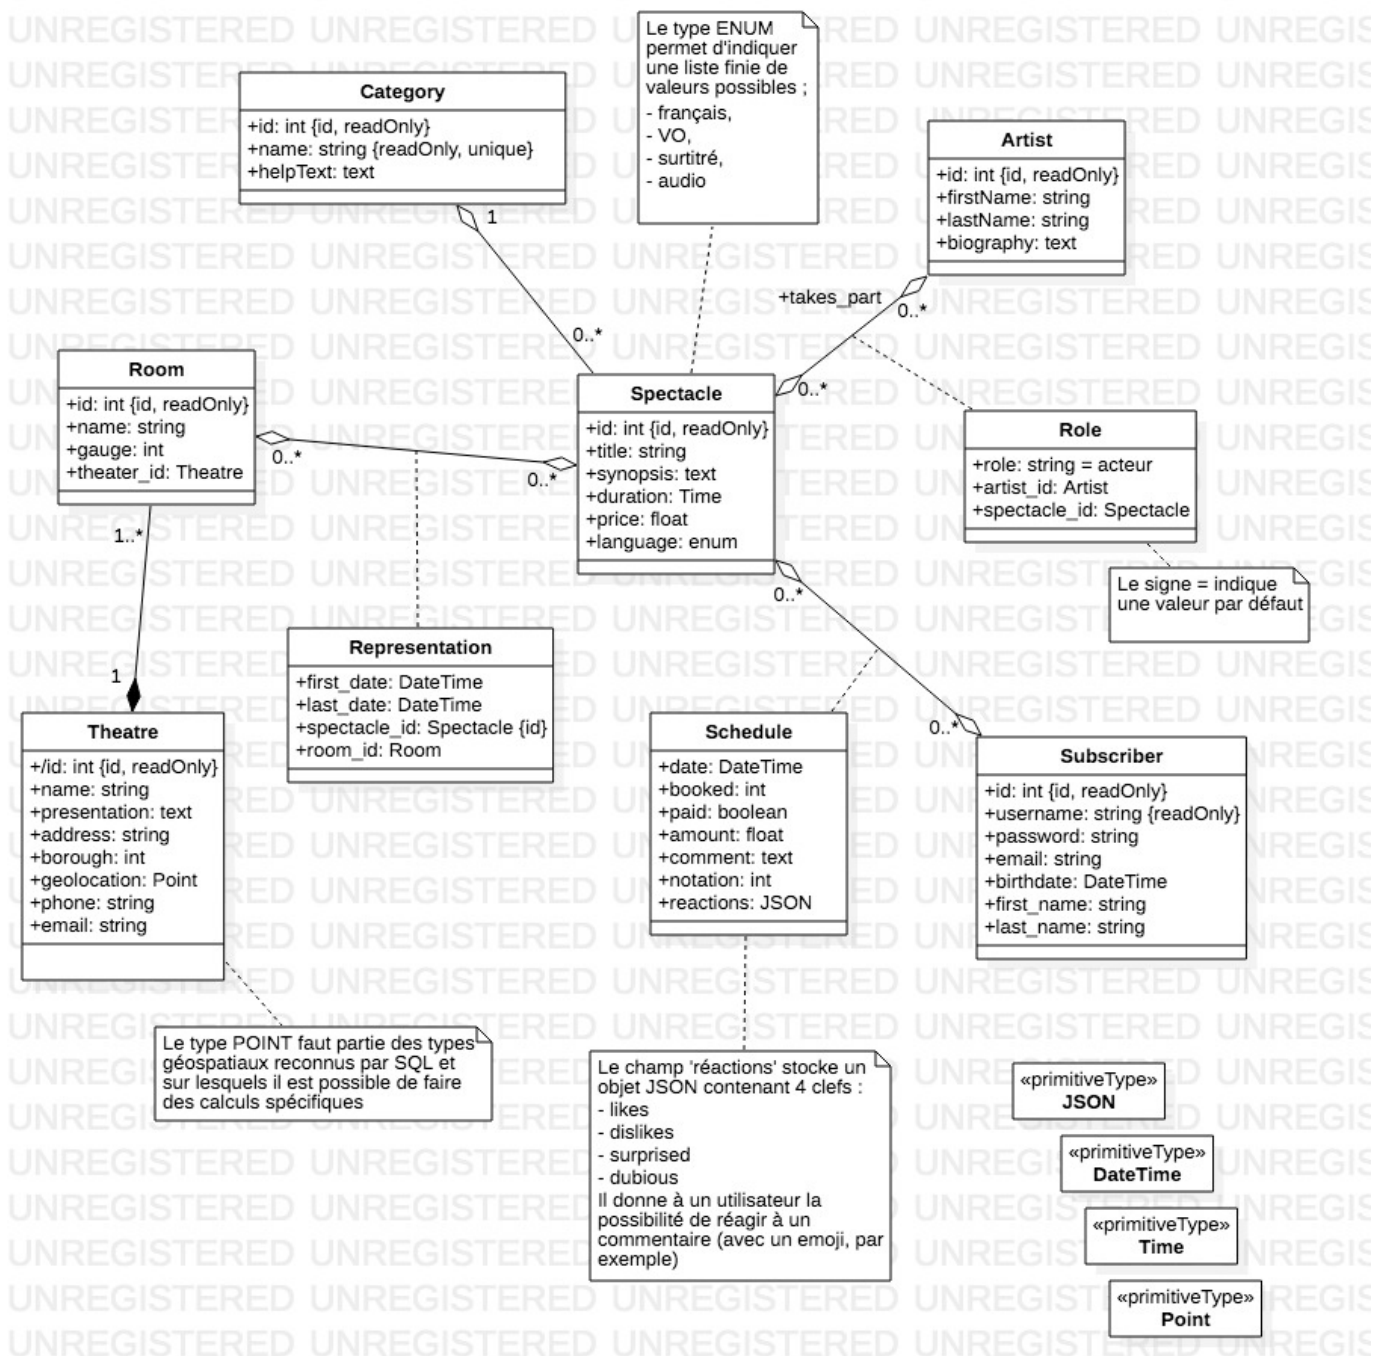 Le type ENUM
permet d'indiquer
une liste finie de
valeurs possibles ;
- français,
- VO,
- surtitré,
- audio
Category
+id: int {id, readOnly}
+name: string {readOnly, unique}
+helpText: text
1
0..*
Artist
+id: int {id, readOnly}
+firstName: string
+lastName: string
+biography: text
+takes_part
0..*
0..*
Room
+id: int {id, readOnly}
+name: string
+gauge: int
+theater_id: Theatre
0..*
0..*
Spectacle
+id: int {id, readOnly}
+title: string
+synopsis: text
+duration: Time
+price: float
+language: enum
Role
+role: string = acteur
+artist_id: Artist
+spectacle_id: Spectacle
Le signe = indique
une valeur par défaut
1..*
1
0..*
0..*
Representation
+first_date: DateTime
+last_date: DateTime
+spectacle_id: Spectacle {id}
+room_id: Room
Theatre
+/id: int {id, readOnly}
+name: string
+presentation: text
+address: string
+borough: int
+geolocation: Point
+phone: string
+email: string
Schedule
+date: DateTime
+booked: int
+paid: boolean
+amount: float
+comment: text
+notation: int
+reactions: JSON
Subscriber
+id: int {id, readOnly}
+username: string {readOnly}
+password: string
+email: string
+birthdate: DateTime
+first_name: string
+last_name: string
Le type POINT faut partie des types
géospatiaux reconnus par SQL et
sur lesquels il est possible de faire
des calculs spécifiques
Le champ 'réactions' stocke un
objet JSON contenant 4 clefs :
- likes
- dislikes
- surprised
- dubious
Il donne à un utilisateur la
possibilité de réagir à un
commentaire (avec un emoji, par
exemple)
«primitiveType»
JSON
«primitiveType»
DateTime
«primitiveType»
Time
«primitiveType»
Point
UNREGISTERED